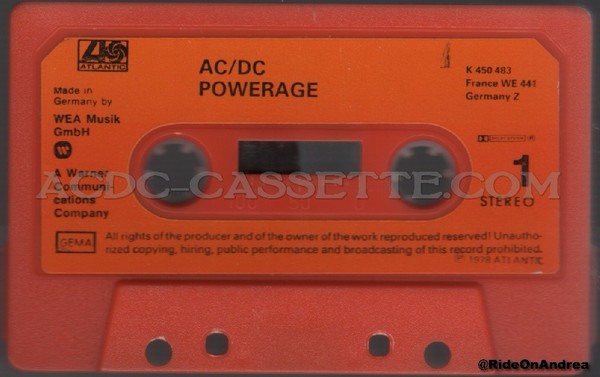 ATLANTIC
AC/DC
POWERAGE
K 450 483
France WE 441
Germany Z
Made in
Germany by
WEA Musik
GmbH
A Warner
Communi-
cations
Company
1
STEREO
ACDC-CASSETTE.COM
GEMA
All rights of the producer and of the owner of the work reproduced reserved! Unautho-
rized copying, hiring, public performance and broadcasting of this record prohibited.
℗ 1978 ATLANTIC
@RideOnAndrea